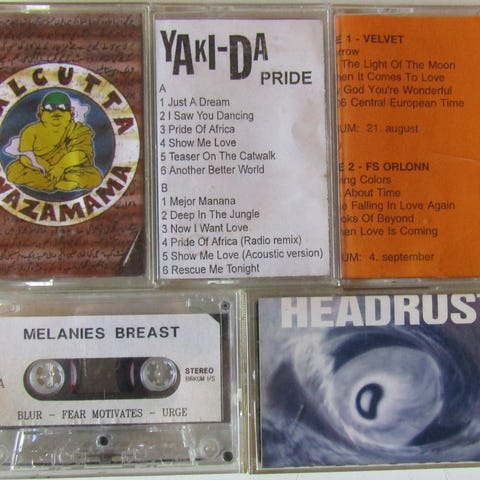 ALCUTTA
WAZAMAMA
YAKI-DA
PRIDE
A
1 Just A Dream
2 I Saw You Dancing
3 Pride of Africa
4 Show Me Love
5 Teaser On The Catwalk
6 Another Better World
B
1 Mejor Manana
2 Deep In The Jungle
3 Now I Want Love
4 Pride Of Africa (Radio remix)
5 Show Me Love (Acoustic version)
6 Rescue Me Tonight
E 1 - VELVET
rrow
The Light Of The Moon
en It Comes To Love
God You're Wonderful
06 Central European Time
UM: 21. august
E 2 - FS ORLONN
ng Colors
About Time
e Falling In Love Again
oks Of Beyond
hen Love Is Coming
UM: 4. september
MELANIES BREAST
A
STEREO
BIRKUM I/S
BLUR - FEAR MOTIVATES - URGE
HEADRUST